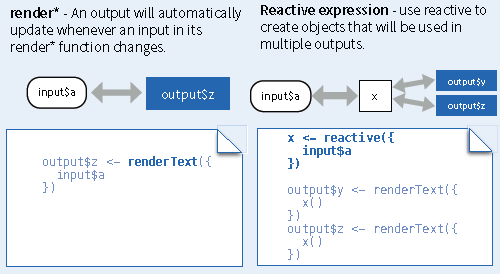 render* - An output will automatically
update whenever an input in its
render* function changes.
input$a
output$z
output$z <- renderText({
input$a
})
Reactive expression - use reactive to
create objects that will be used in
multiple outputs.
input$a
x
output$y
output$z
x <- reactive({
input$a
})
output$y <- renderText({
x()
})
output$z <- renderText({
x()
})